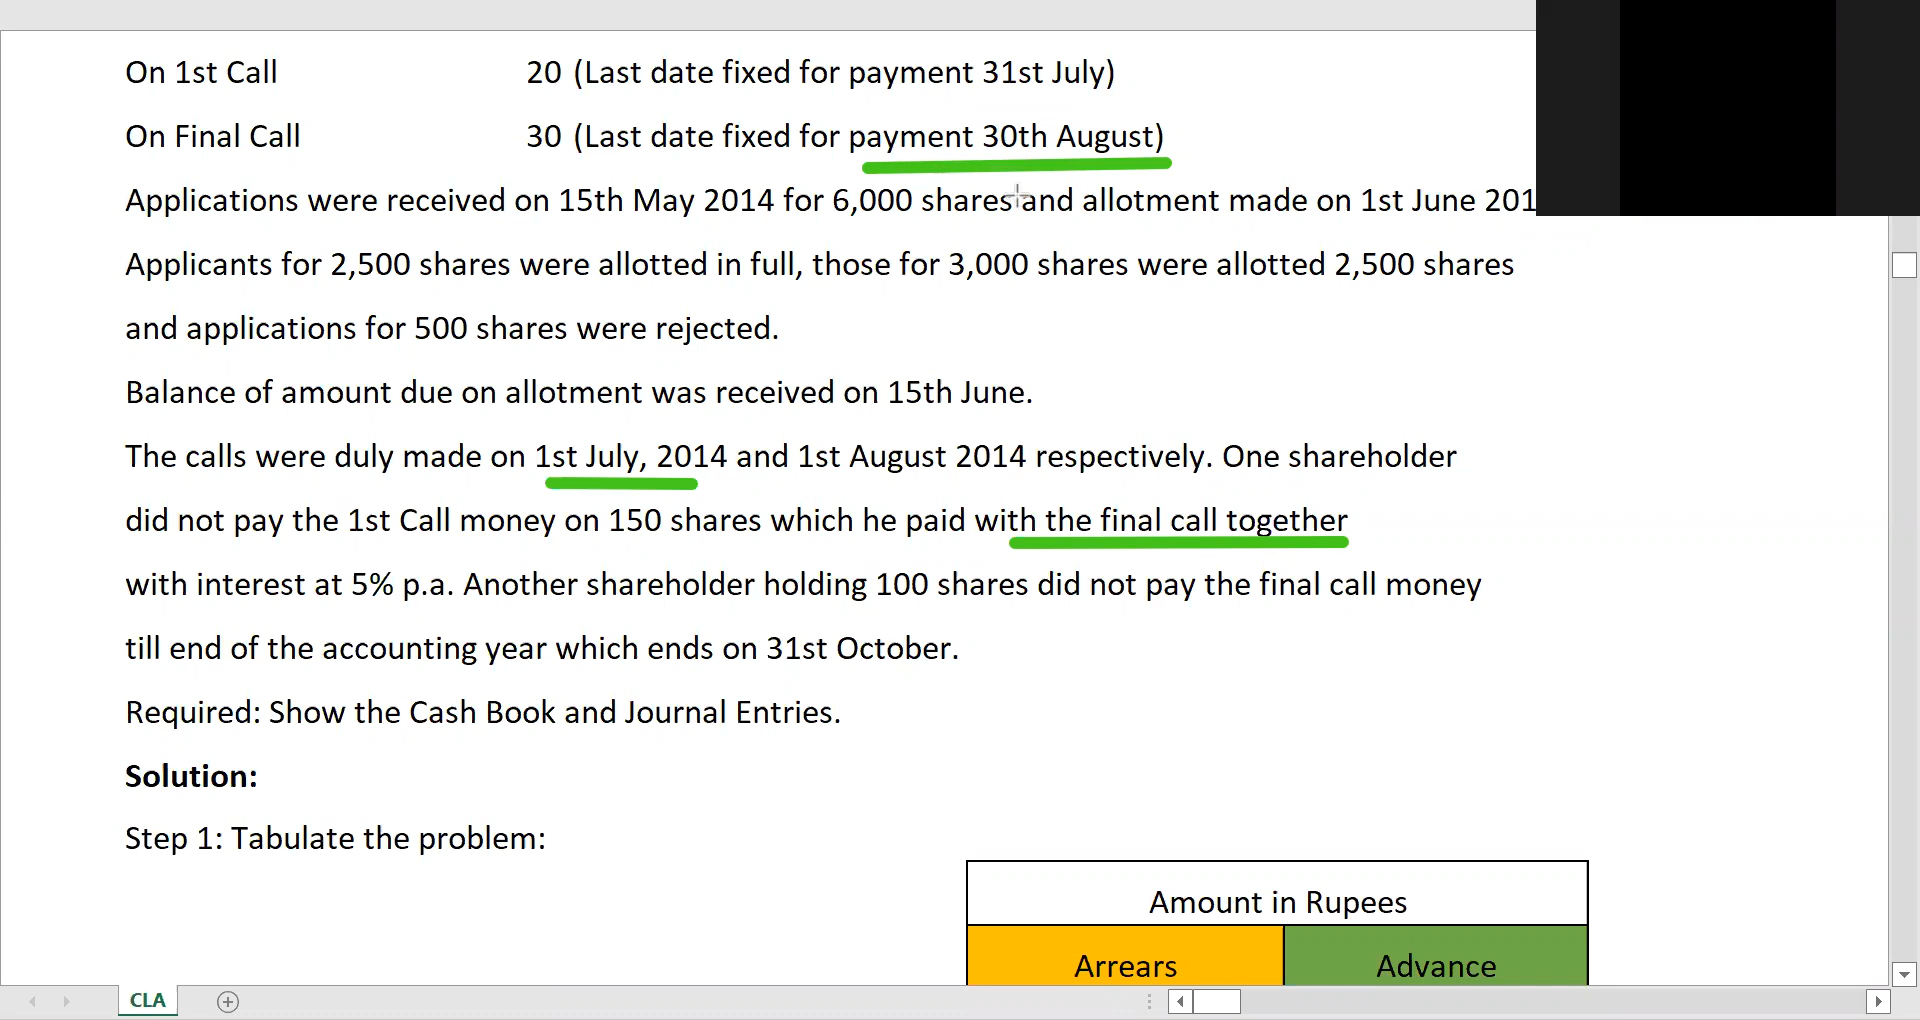 On 1st Call 20 (Last date fixed for payment 31st July)
On Final Call 30 (Last date fixed for payment 30th August)
Applications were received on 15th May 2014 for 6,000 shares and allotment made on 1st June 201
Applicants for 2,500 shares were allotted in full, those for 3,000 shares were allotted 2,500 shares
and applications for 500 shares were rejected.
Balance of amount due on allotment was received on 15th June.
The calls were duly made on 1st July, 2014 and 1st August 2014 respectively. One shareholder
did not pay the 1st Call money on 150 shares which he paid with the final call together
with interest at 5% p.a. Another shareholder holding 100 shares did not pay the final call money
till end of the accounting year which ends on 31st October.
Required: Show the Cash Book and Journal Entries.
Solution:
Step 1: Tabulate the problem:
Amount in Rupees
Arrears Advance
CLA